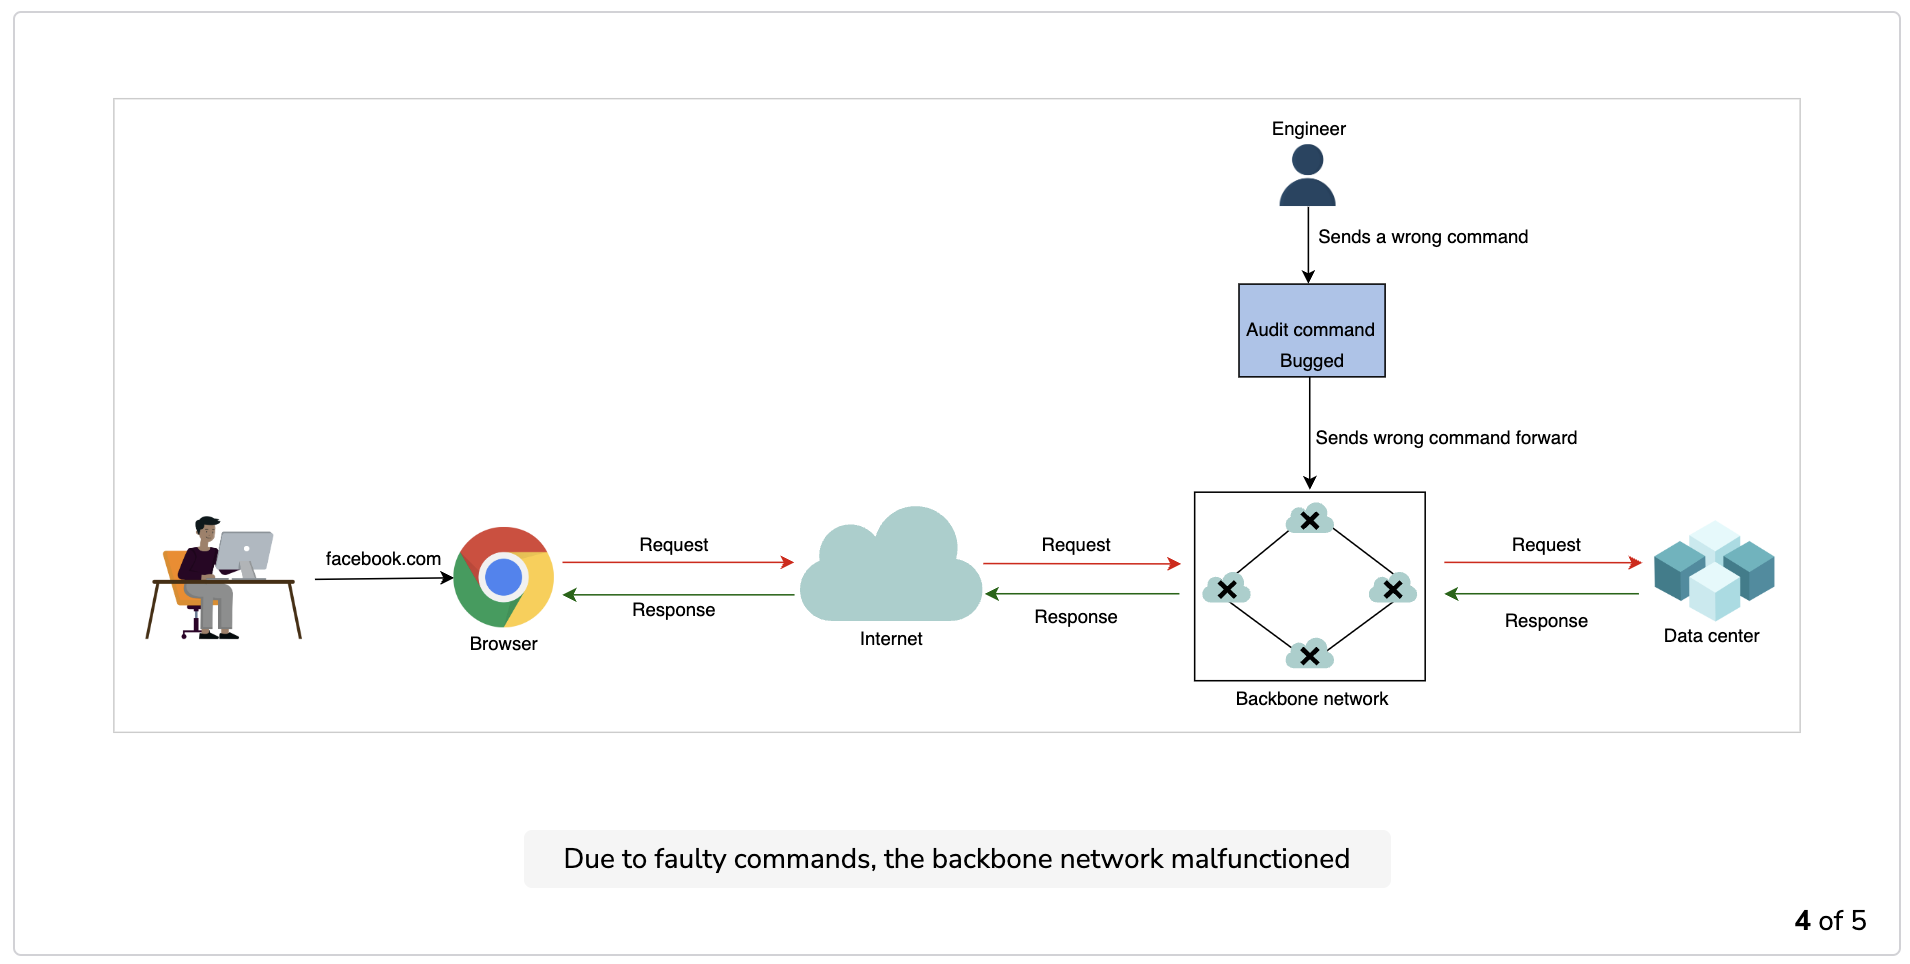 Engineer
Sends a wrong command
Audit command
Bugged
Sends wrong command forward
facebook.com
Browser
Request
Response
Internet
Request
Response
Backbone network
Request
Response
Data center
Due to faulty commands, the backbone network malfunctioned
4 of 5